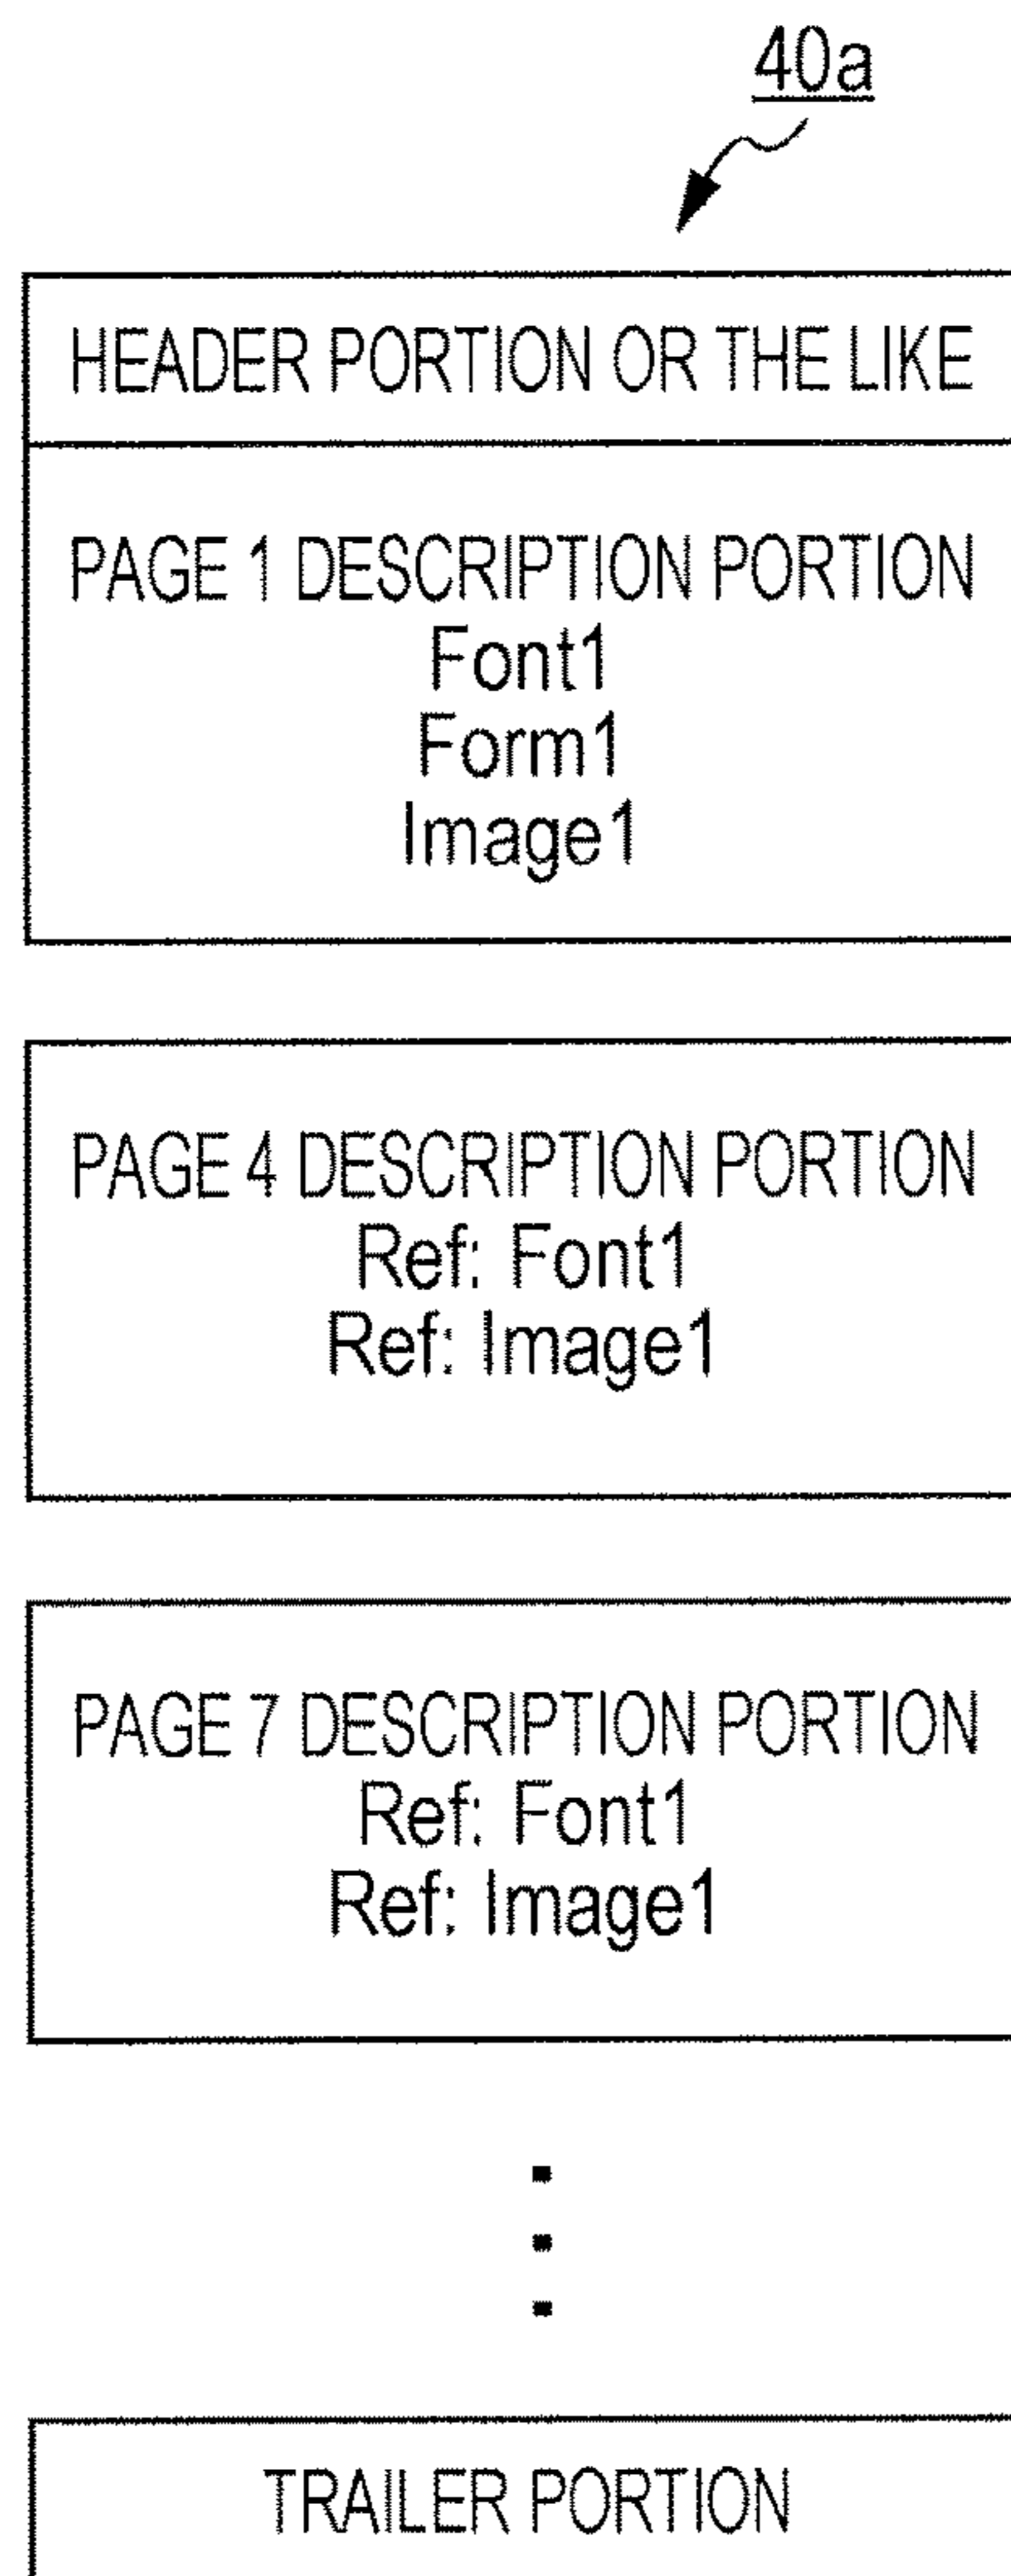 40a
HEADER PORTION OR THE LIKE
PAGE 1 DESCRIPTION PORTION
Font1
Form1
Image1
PAGE 4 DESCRIPTION PORTION
Ref: Font1
Ref: Image1
PAGE 7 DESCRIPTION PORTION
Ref: Font1
Ref: Image1
TRAILER PORTION